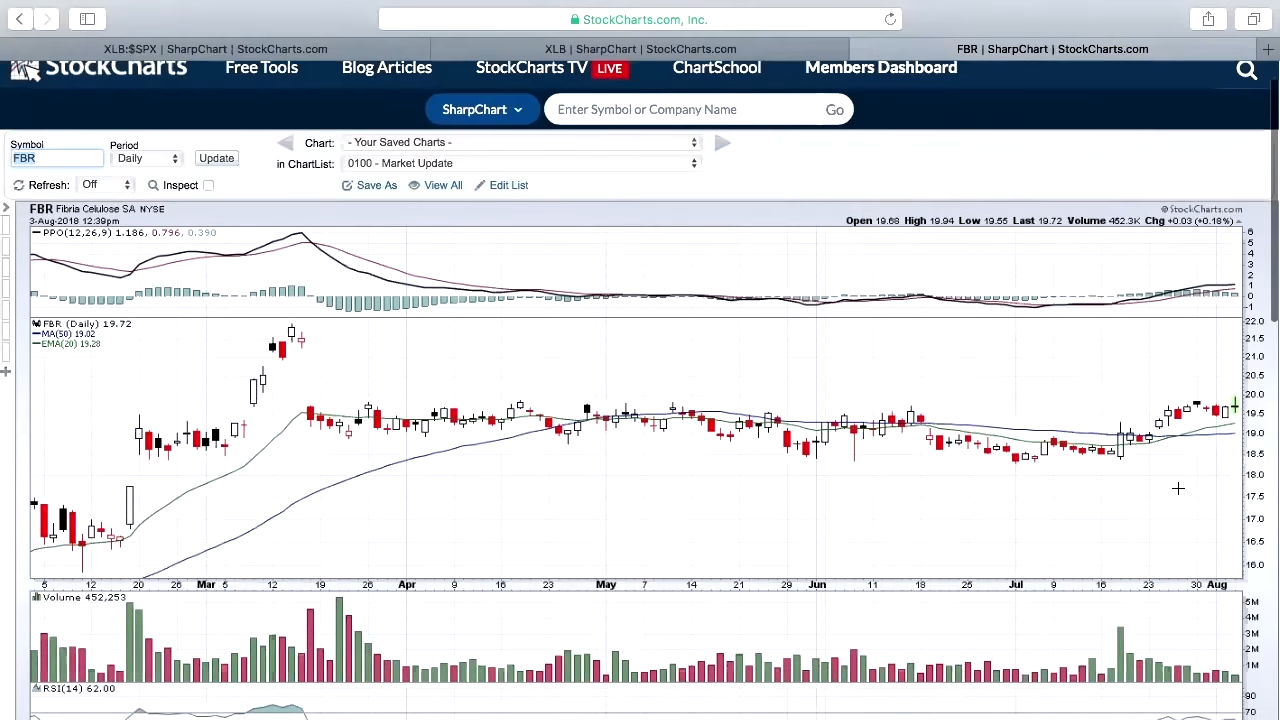 StockCharts.com, Inc.
XLB:$SPX | SharpChart | StockCharts.com
XLB | SharpChart | StockCharts.com
FBR | SharpChart | StockCharts.com
StockCharts
Free Tools
Blog Articles
StockCharts TV LIVE
ChartSchool
Members Dashboard
SharpChart
Enter Symbol or Company Name
Go
Symbol
Period
Chart: - Your Saved Charts -
FBR
Daily
Update
in ChartList: 0100 - Market Update
Refresh: Off
Inspect
Save As
View All
Edit List
FBR Fibria Celulose SA NYSE
© StockCharts.com
3-Aug-2018 12:39pm
Open 19.68 High 19.94 Low 19.55 Last 19.72 Volume 452.3K Chg +0.03 (+0.18%)
PPO(12,26,9) 1.186, 0.796, 0.390
6
5
4
3
2
1
0
-1
FBR (Daily) 19.72
MA(50) 19.02
EMA(20) 19.28
22.0
21.5
21.0
20.5
20.0
19.5
19.0
18.5
18.0
17.5
17.0
16.5
16.0
5 12 20 26 Mar 5 12 19 26 Apr 9 16 23 May 7 14 21 29 Jun 11 18 25 Jul 9 16 23 30 Aug
Volume 452,253
5M
4M
3M
2M
1M
RSI(14) 62.00
90
70